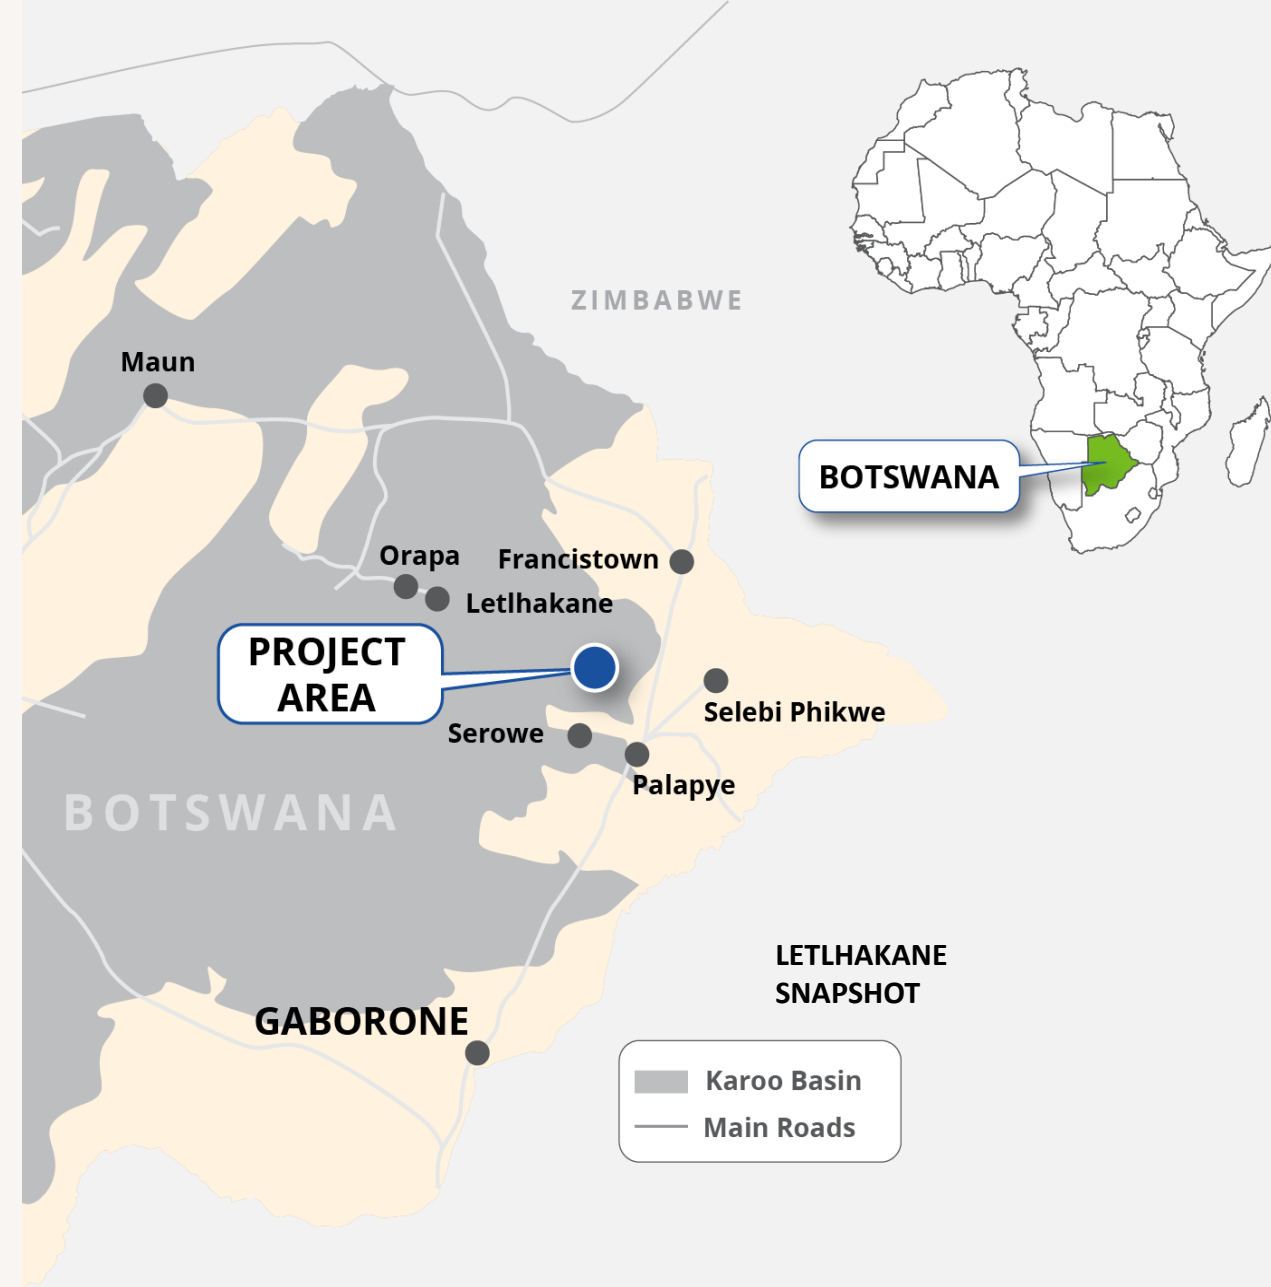 ZIMBABWE
Maun
BOTSWANA
Orapa
Francistown
Letlhakane
PROJECT
AREA
Selebi Phikwe
Serowe
Palapye
BOTSWANA
LETLHAKANE
SNAPSHOT
GABORONE
Karoo Basin
Main Roads